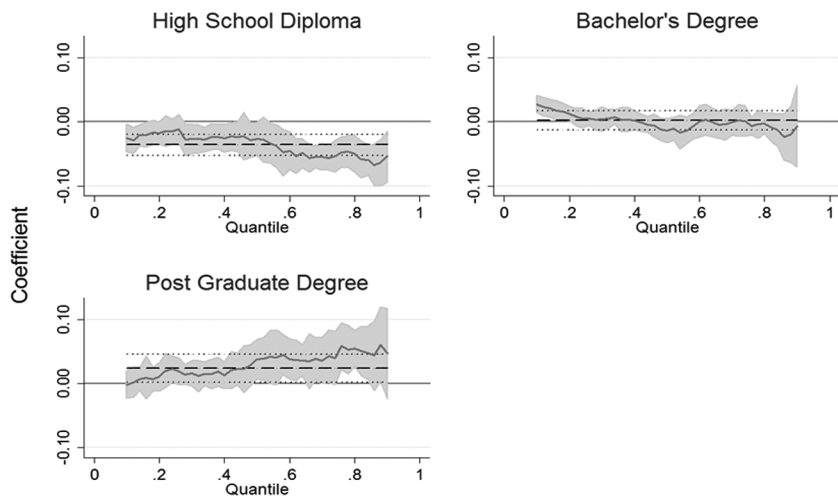 High School Diploma
0.10
0.00
-0.10
0 .2 .4 .6 .8 1
Quantile
Bachelor's Degree
0.10
0.00
-0.10
0 .2 .4 .6 .8 1
Quantile
Coefficient
Post Graduate Degree
0.10
0.00
-0.10
0 .2 .4 .6 .8 1
Quantile